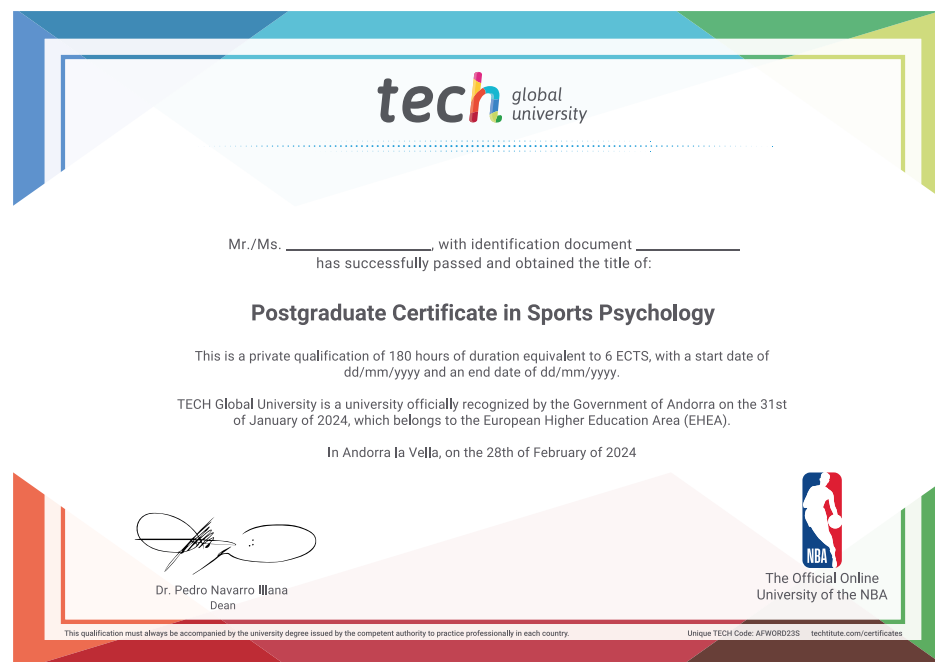 tech global
university
Mr./Ms. ____________, with identification document ____________
has successfully passed and obtained the title of:
Postgraduate Certificate in Sports Psychology
This is a private qualification of 180 hours of duration equivalent to 6 ECTS, with a start date of
dd/mm/yyyy and an end date of dd/mm/yyyy.
TECH Global University is a university officially recognized by the Government of Andorra on the 31st
of January of 2024, which belongs to the European Higher Education Area (EHEA).
In Andorra la Vella, on the 28th of February of 2024
NBA
Dr. Pedro Navarro Illana
Dean
The Official Online
University of the NBA
This qualification must always be accompanied by the university degree issued by the competent authority to practice professionally in each country.
Unique TECH Code: AFWORD23S techtitute.com/certificates